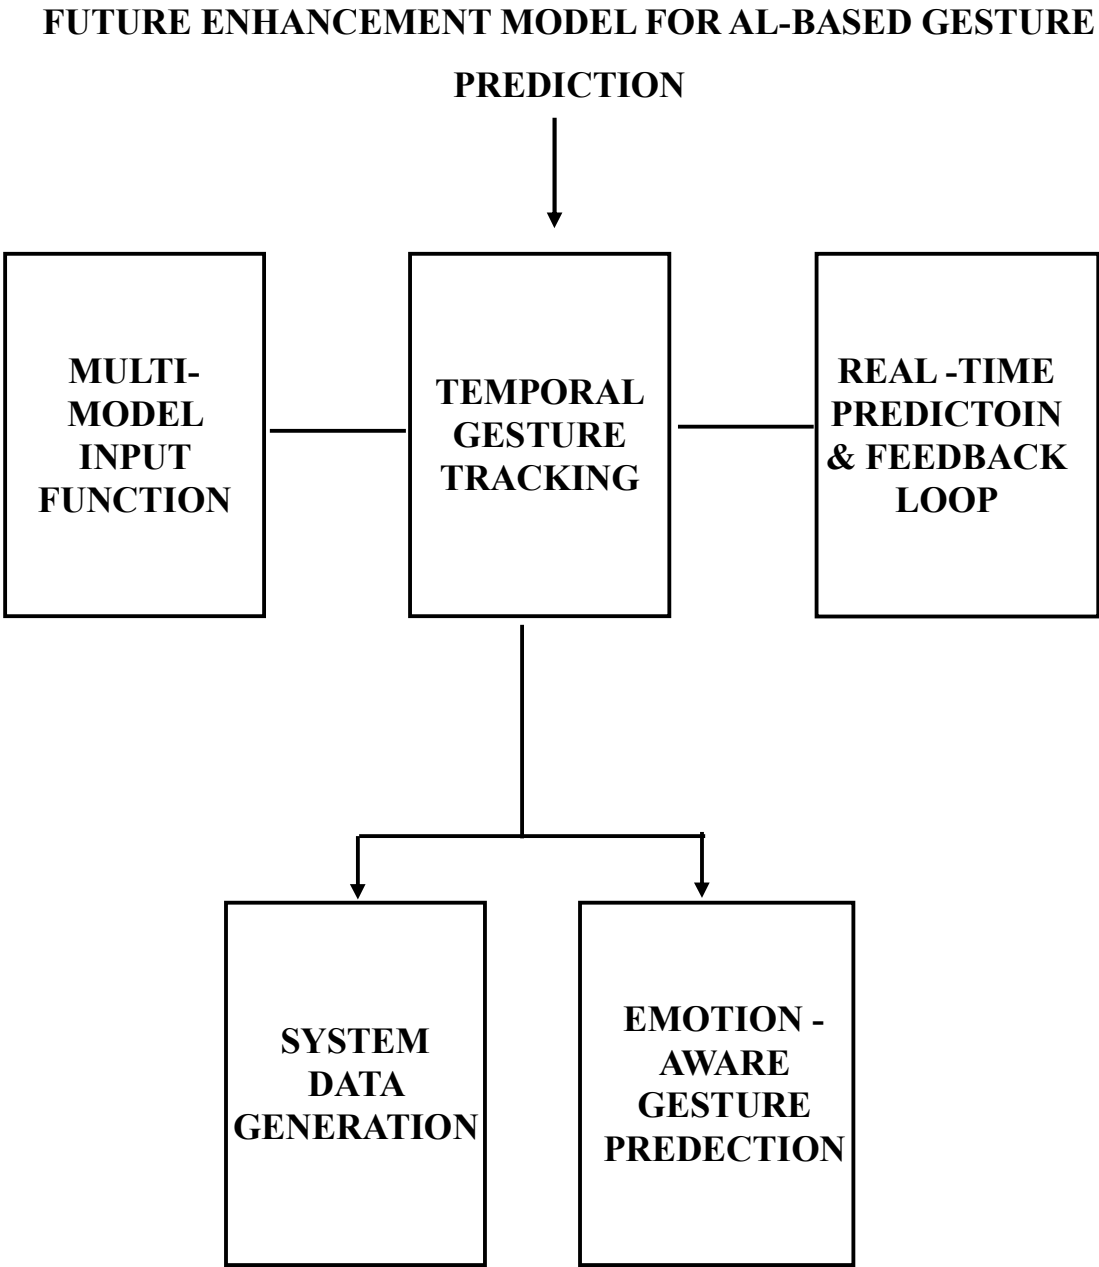 FUTURE ENHANCEMENT MODEL FOR AL-BASED GESTURE
PREDICTION
MULTI-
MODEL
INPUT
FUNCTION
TEMPORAL
GESTURE
TRACKING
REAL -TIME
PREDICTOIN
& FEEDBACK
LOOP
SYSTEM
DATA
GENERATION
EMOTION -
AWARE
GESTURE
PREDECTION